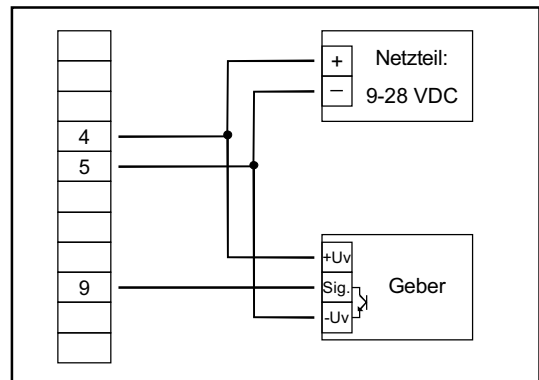 + Netzteil:
– 9-28 VDC
4
5
+Uv
9 Sig. Geber
-Uv